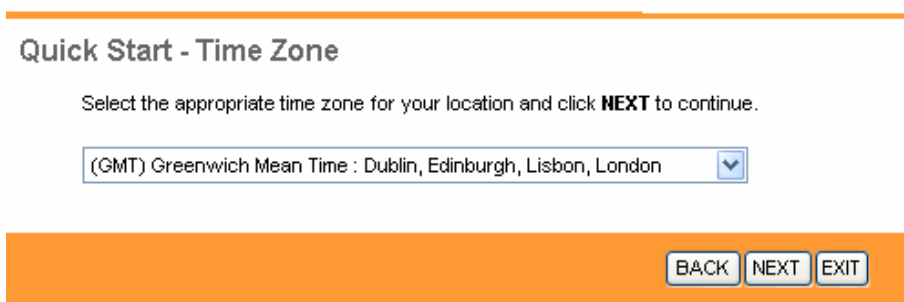 Quick Start - Time Zone
Select the appropriate time zone for your location and click NEXT to continue.
(GMT) Greenwich Mean Time : Dublin, Edinburgh, Lisbon, London
BACK NEXT EXIT